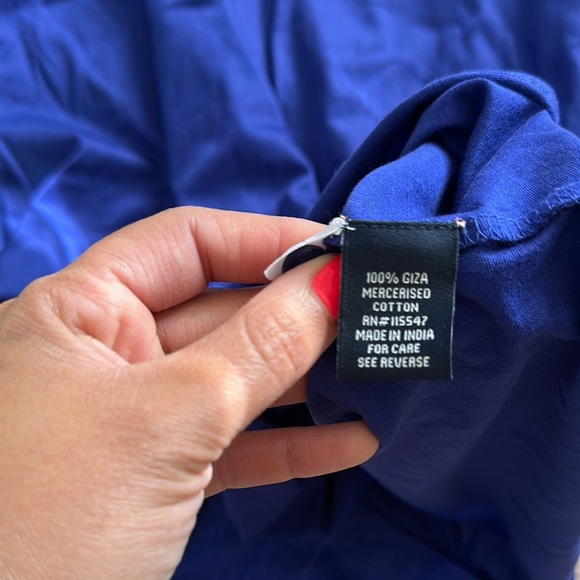 100% GIZA
MERCERISED
COTTON
RN#115547
MADE IN INDIA
FOR CARE
SEE REVERSE